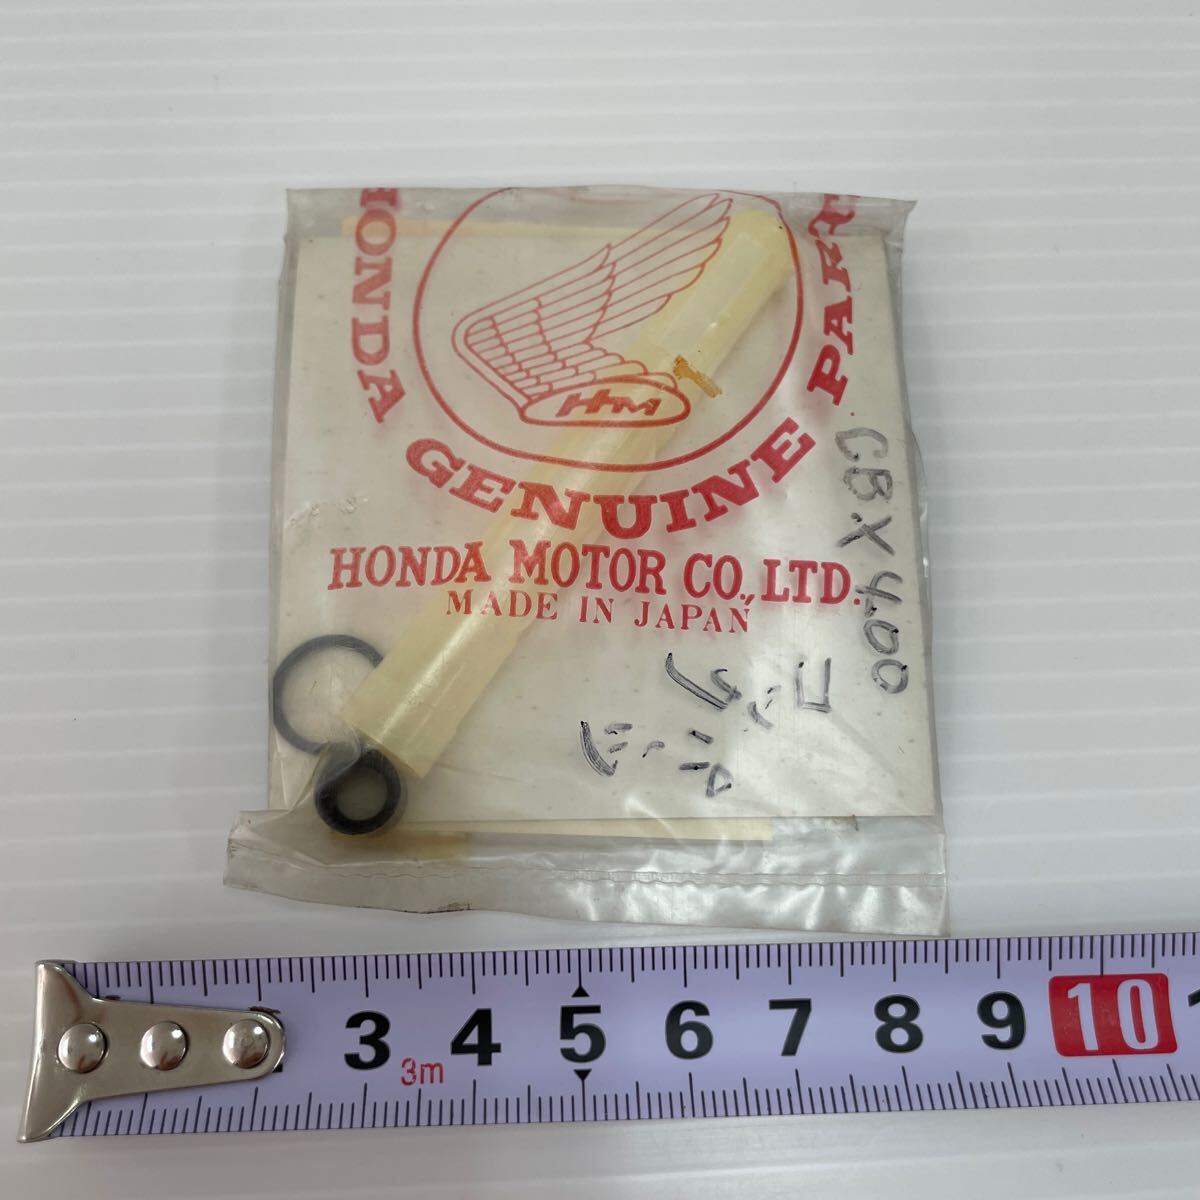 HONDA GENUINE PARTS
HM
HONDA MOTOR CO., LTD.
MADE IN JAPAN
CBX400
3 4 5 6 7 8 9 10 1
3m